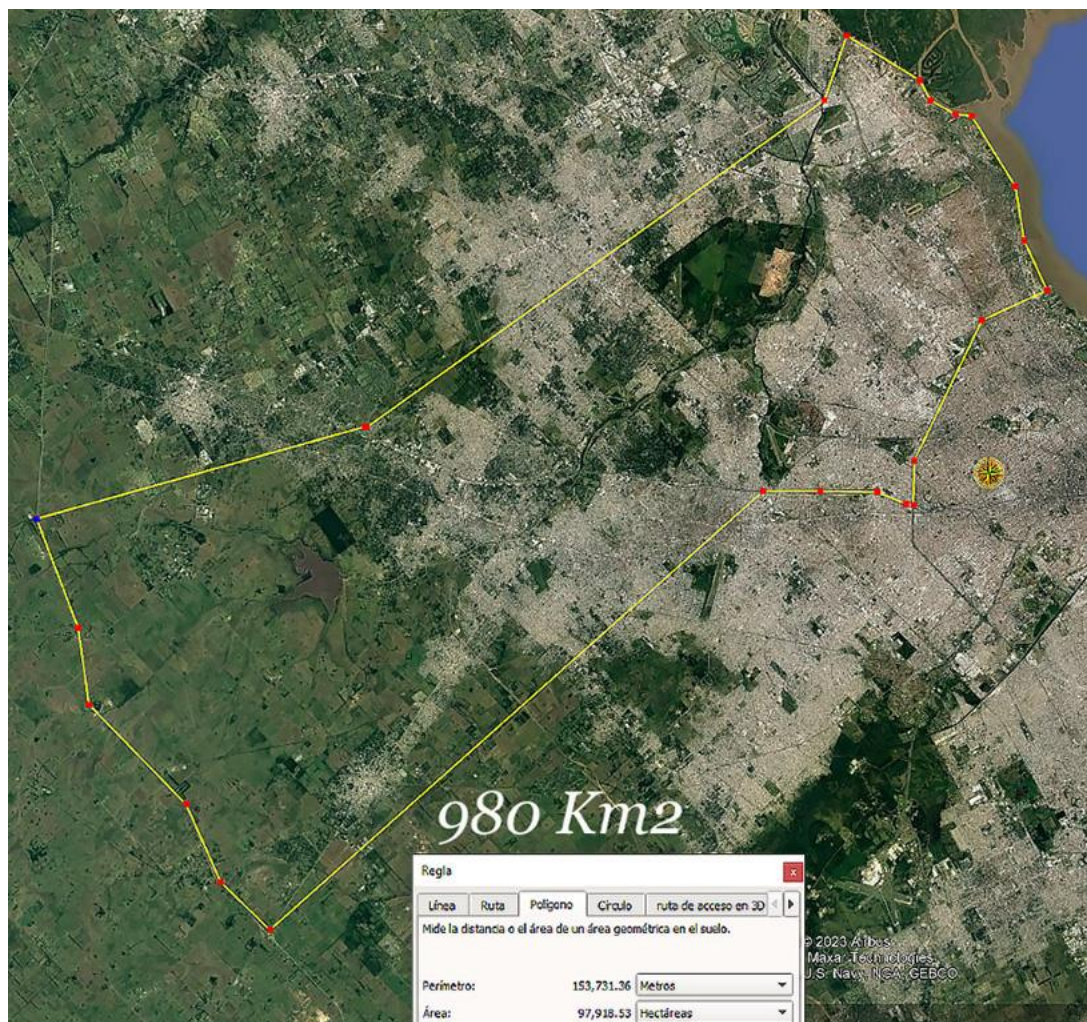 980 Km2
Regla
x
Línea Ruta Polígono Círculo ruta de acceso en 3D
Mide la distancia o el área de un área geométrica en el suelo.
Perímetro: 153,731.36 Metros
Área: 97,918.53 Hectáreas
© 2023 Airbus
Maxar Technologies
U.S. Navy, NGA, GEBCO